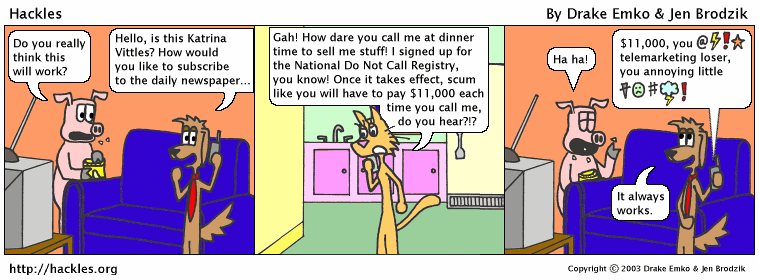 Hackles
By Drake Emko & Jen Brodzik
Do you really
think this
will work?
Hello, is this Katrina
Vittles? How would
you like to subscribe
to the daily newspaper...
Gah! How dare you call me at dinner
time to sell me stuff! I signed up for
the National Do Not Call Registry,
you know! Once it takes effect, scum
like you will have to pay $11,000 each
time you call me,
do you hear?!?
Ha ha!
$11,000, you @⚡!★
telemarketing loser,
you annoying little
#!
It always
works.
http://hackles.org
Copyright © 2003 Drake Emko & Jen Brodzik